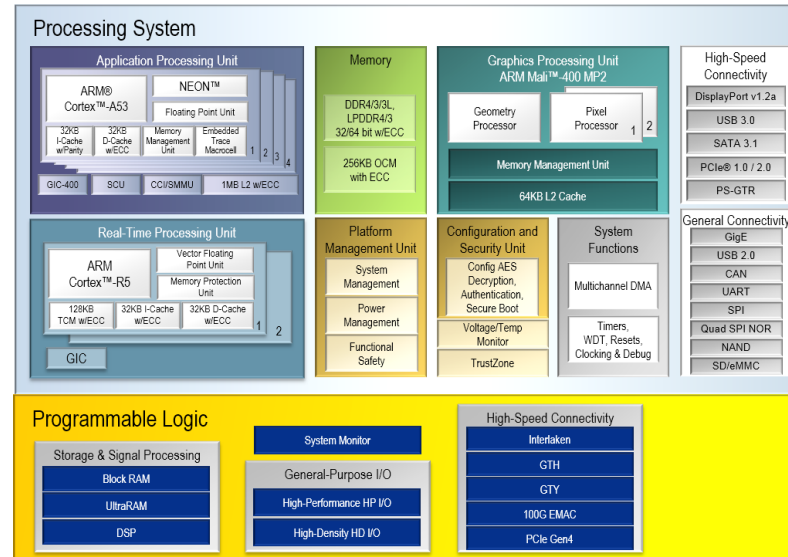 Processing System
Application Processing Unit
ARM®
Cortex™-A53
NEON™
Floating Point Unit
32KB
I-Cache
w/Parity
32KB
D-Cache
w/ECC
Memory
Management
Unit
Embedded
Trace
Macrocell
1
2
3
4
GIC-400
SCU
CCI/SMMU
1MB L2 w/ECC
Memory
DDR4/3/3L,
LPDDR4/3
32/64 bit w/ECC
256KB OCM
with ECC
Graphics Processing Unit
ARM Mali™-400 MP2
Geometry
Processor
Pixel
Processor
1
2
Memory Management Unit
64KB L2 Cache
High-Speed
Connectivity
DisplayPort v1.2a
USB 3.0
SATA 3.1
PCIe® 1.0 / 2.0
PS-GTR
Real-Time Processing Unit
ARM
Cortex™-R5
Vector Floating
Point Unit
Memory Protection
Unit
128KB
TCM w/ECC
32KB I-Cache
w/ECC
32KB D-Cache
w/ECC
1
2
GIC
Platform
Management Unit
System
Management
Power
Management
Functional
Safety
Configuration and
Security Unit
Config AES
Decryption,
Authentication,
Secure Boot
Voltage/Temp
Monitor
TrustZone
System
Functions
Multichannel DMA
Timers,
WDT, Resets,
Clocking & Debug
General Connectivity
GigE
USB 2.0
CAN
UART
SPI
Quad SPI NOR
NAND
SD/eMMC
Programmable Logic
Storage & Signal Processing
Block RAM
UltraRAM
DSP
System Monitor
General-Purpose I/O
High-Performance HP I/O
High-Density HD I/O
High-Speed Connectivity
Interlaken
GTH
GTY
100G EMAC
PCIe Gen4